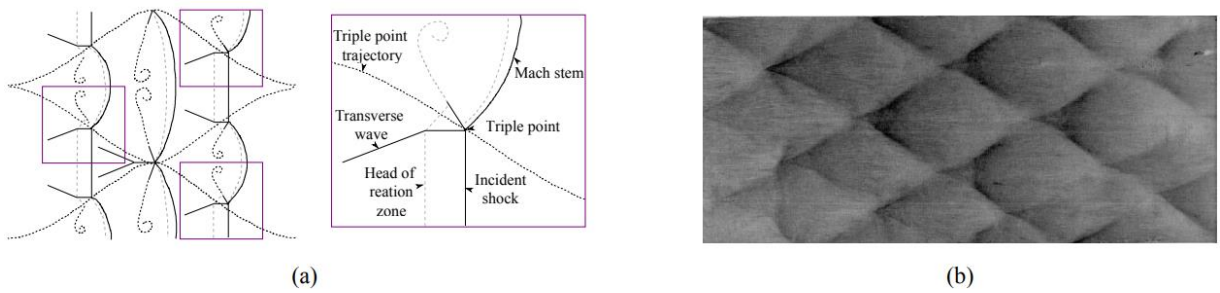 Triple point
trajectory
Mach stem
Transverse
wave
Triple point
Head of
reation
zone
Incident
shock
(a)
(b)